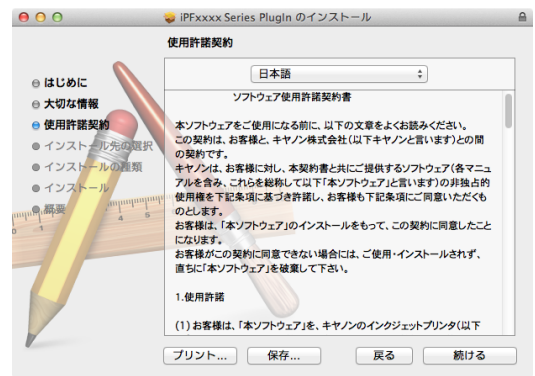 iPFxxxx Series PlugIn のインストール
使用許諾契約
はじめに
大切な情報
使用許諾契約
インストール先の選択
インストールの種類
インストール
概要
日本語
ソフトウェア使用許諾契約書
本ソフトウェアをご使用になる前に、以下の文章をよくお読みください。
この契約は、お客様と、キヤノン株式会社(以下キヤノンと言います)との間
の契約です。
キヤノンは、お客様に対し、本契約書と共にご提供するソフトウェア(各マニュ
アルを含み、これらを総称して以下「本ソフトウェア」と言います)の非独占的
使用権を下記条項に基づき許諾し、お客様も下記条項にご同意いただくも
のとします。
お客様は、「本ソフトウェア」のインストールをもって、この契約に同意したこと
になります。
お客様がこの契約に同意できない場合には、ご使用・インストールされず、
直ちに「本ソフトウェア」を破棄して下さい。
1.使用許諾
(1) お客様は、「本ソフトウェア」を、キヤノンのインクジェットプリンタ(以下
0 1 4 5
プリント... 保存... 戻る 続ける